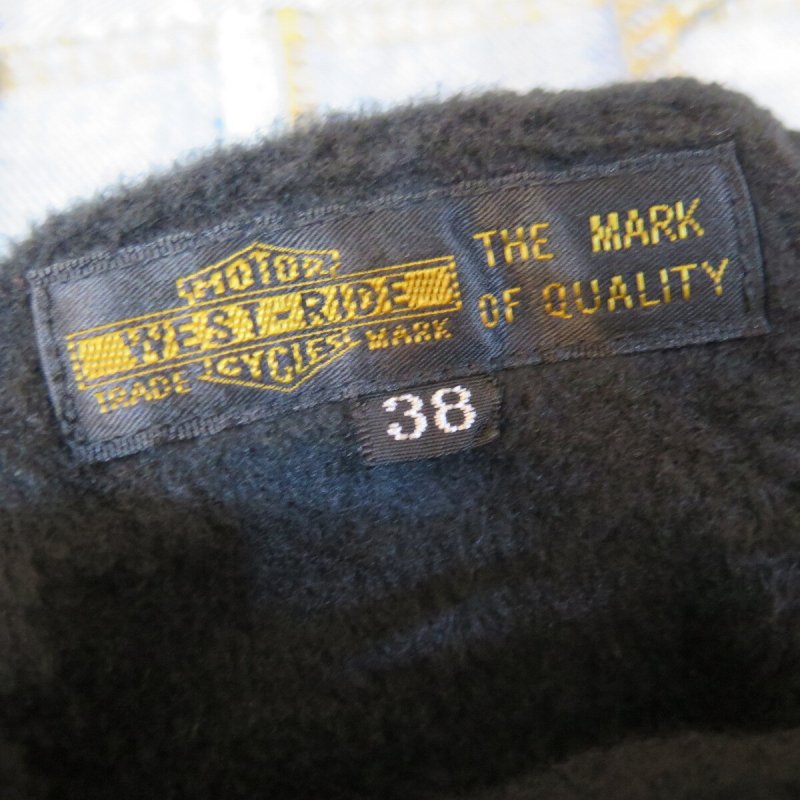 MOTOR
WEST-RIDE
TRADE CYCLES MARK
THE MARK
OF QUALITY
38